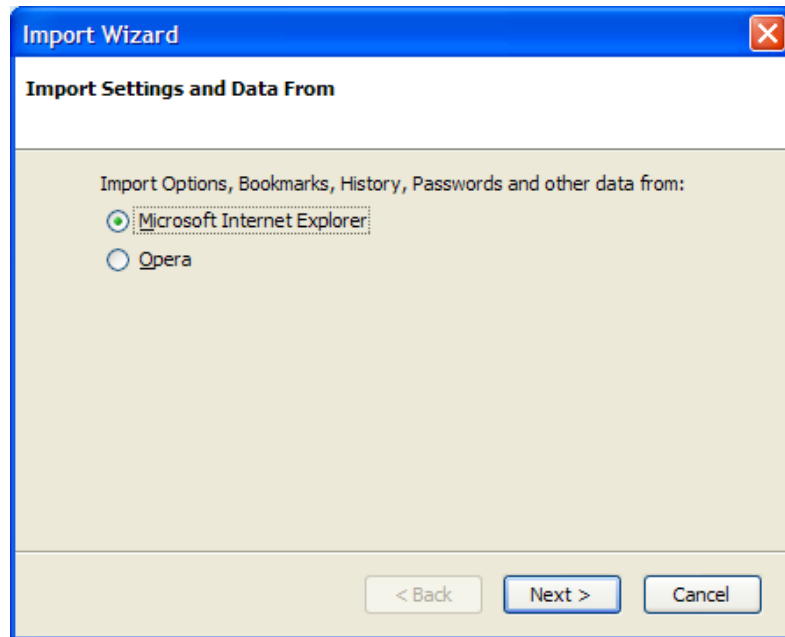 Import Wizard
Import Settings and Data From
Import Options, Bookmarks, History, Passwords and other data from:
Microsoft Internet Explorer
Opera
< Back Next > Cancel